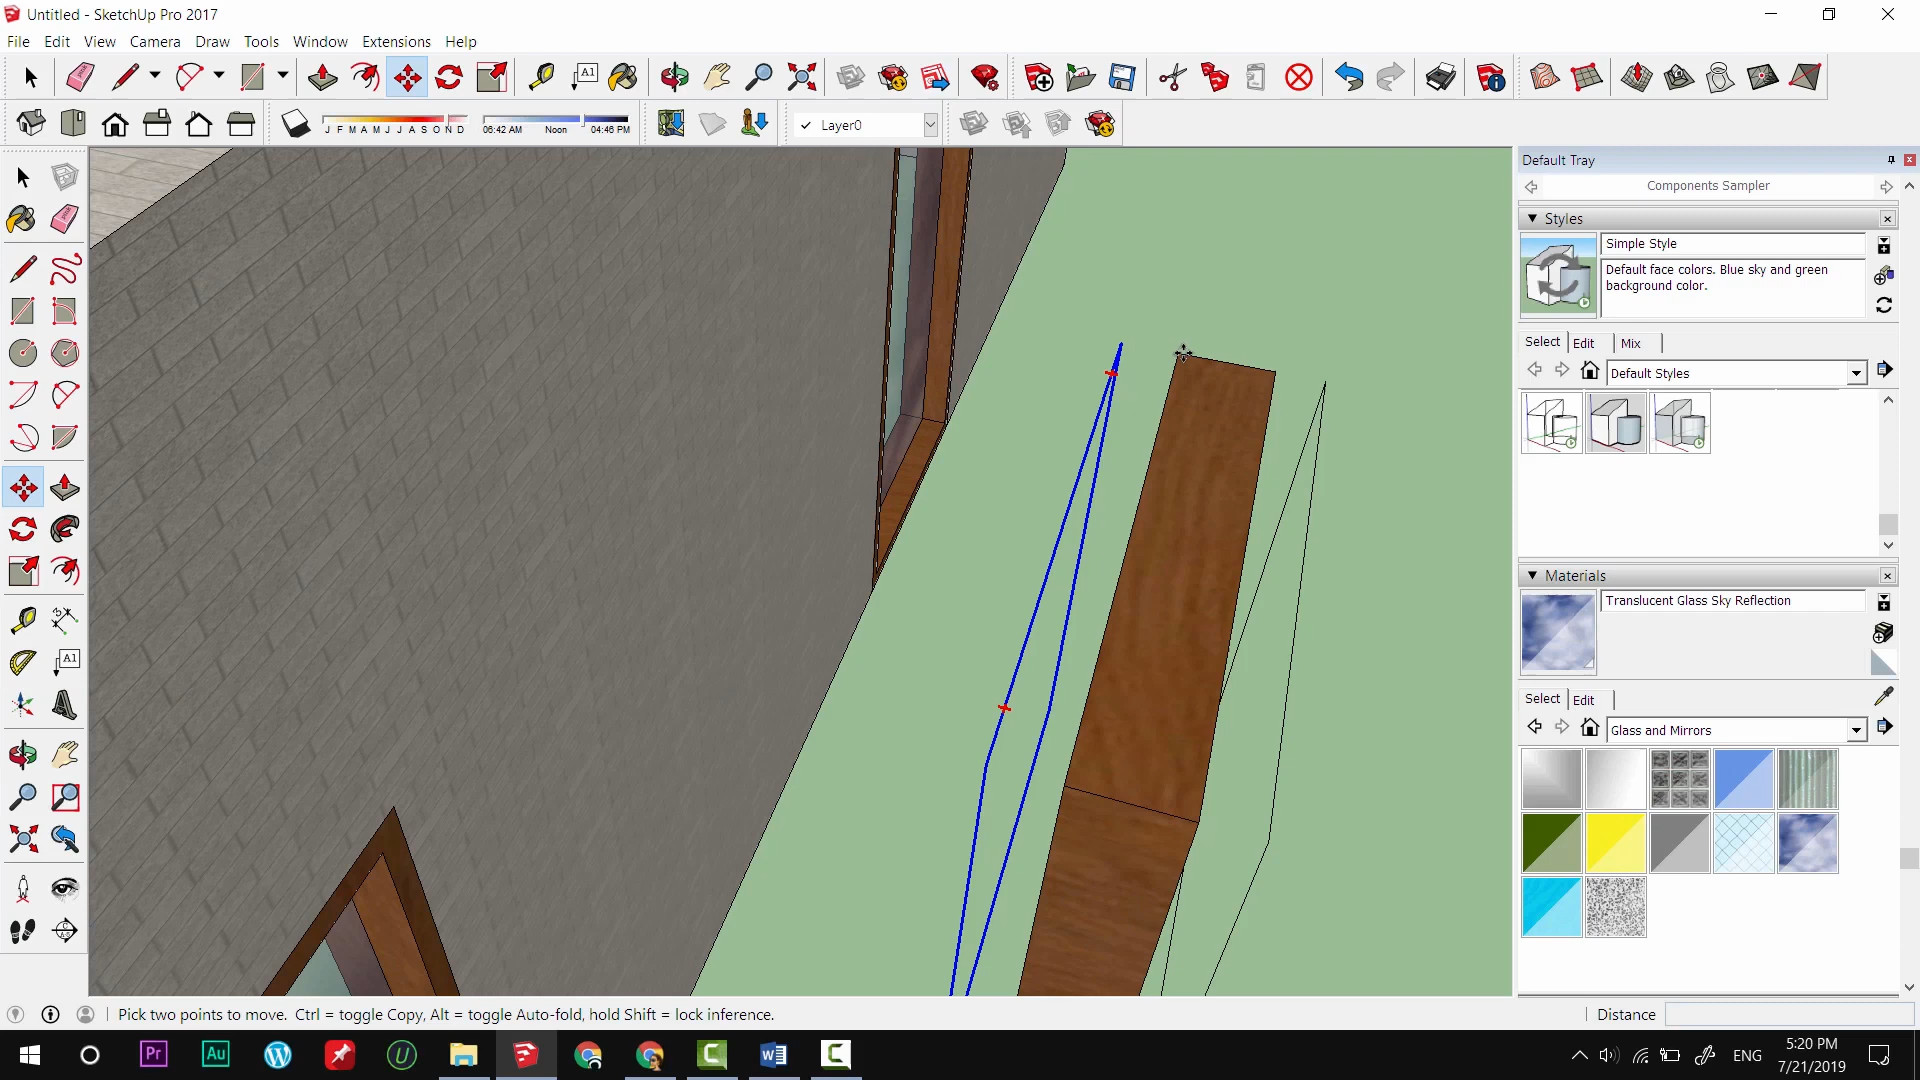 Untitled - SketchUp Pro 2017
File Edit View Camera Draw Tools Window Extensions Help
A1
J F M A M J J A S O N D
06:42 AM Noon 04:46 PM
Layer0
Default Tray
Components Sampler
Styles
Simple Style
Default face colors. Blue sky and green
background color.
Select Edit Mix
Default Styles
Materials
Translucent Glass Sky Reflection
A1
Select Edit
Glass and Mirrors
Pick two points to move. Ctrl = toggle Copy, Alt = toggle Auto-fold, hold Shift = lock inference.
Distance
Pr
Au
ENG
5:20 PM
7/21/2019